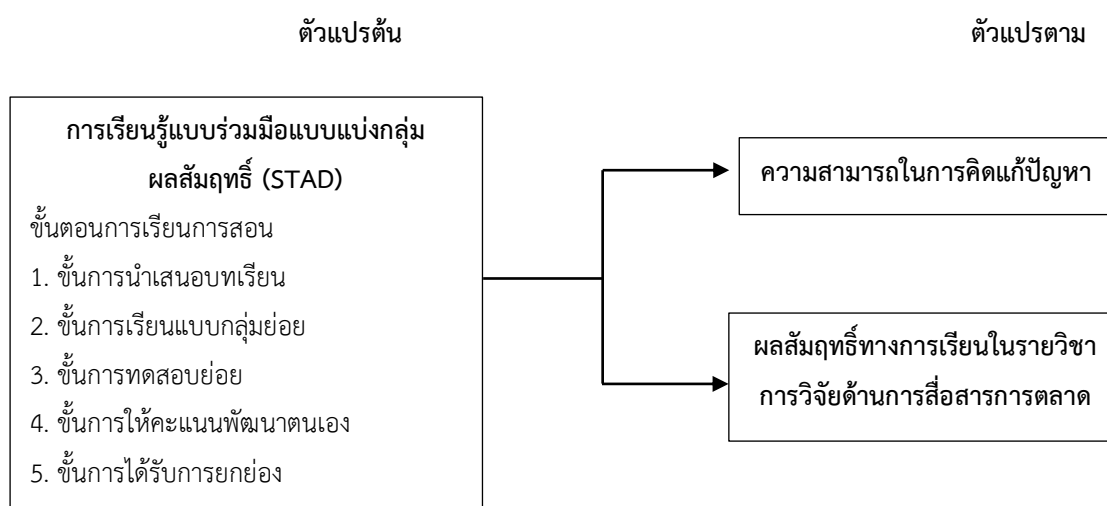 ตัวแปรต้น
ตัวแปรตาม
การเรียนรู้แบบร่วมมือแบบแบ่งกลุ่ม
ผลสัมฤทธิ์ (STAD)
ขั้นตอนการเรียนการสอน
1. ขั้นการนำเสนอบทเรียน
2. ขั้นการเรียนแบบกลุ่มย่อย
3. ขั้นการทดสอบย่อย
4. ขั้นการให้คะแนนพัฒนาตนเอง
5. ขั้นการได้รับการยกย่อง
ความสามารถในการคิดแก้ปัญหา
ผลสัมฤทธิ์ทางการเรียนในรายวิชา
การวิจัยด้านการสื่อสารการตลาด